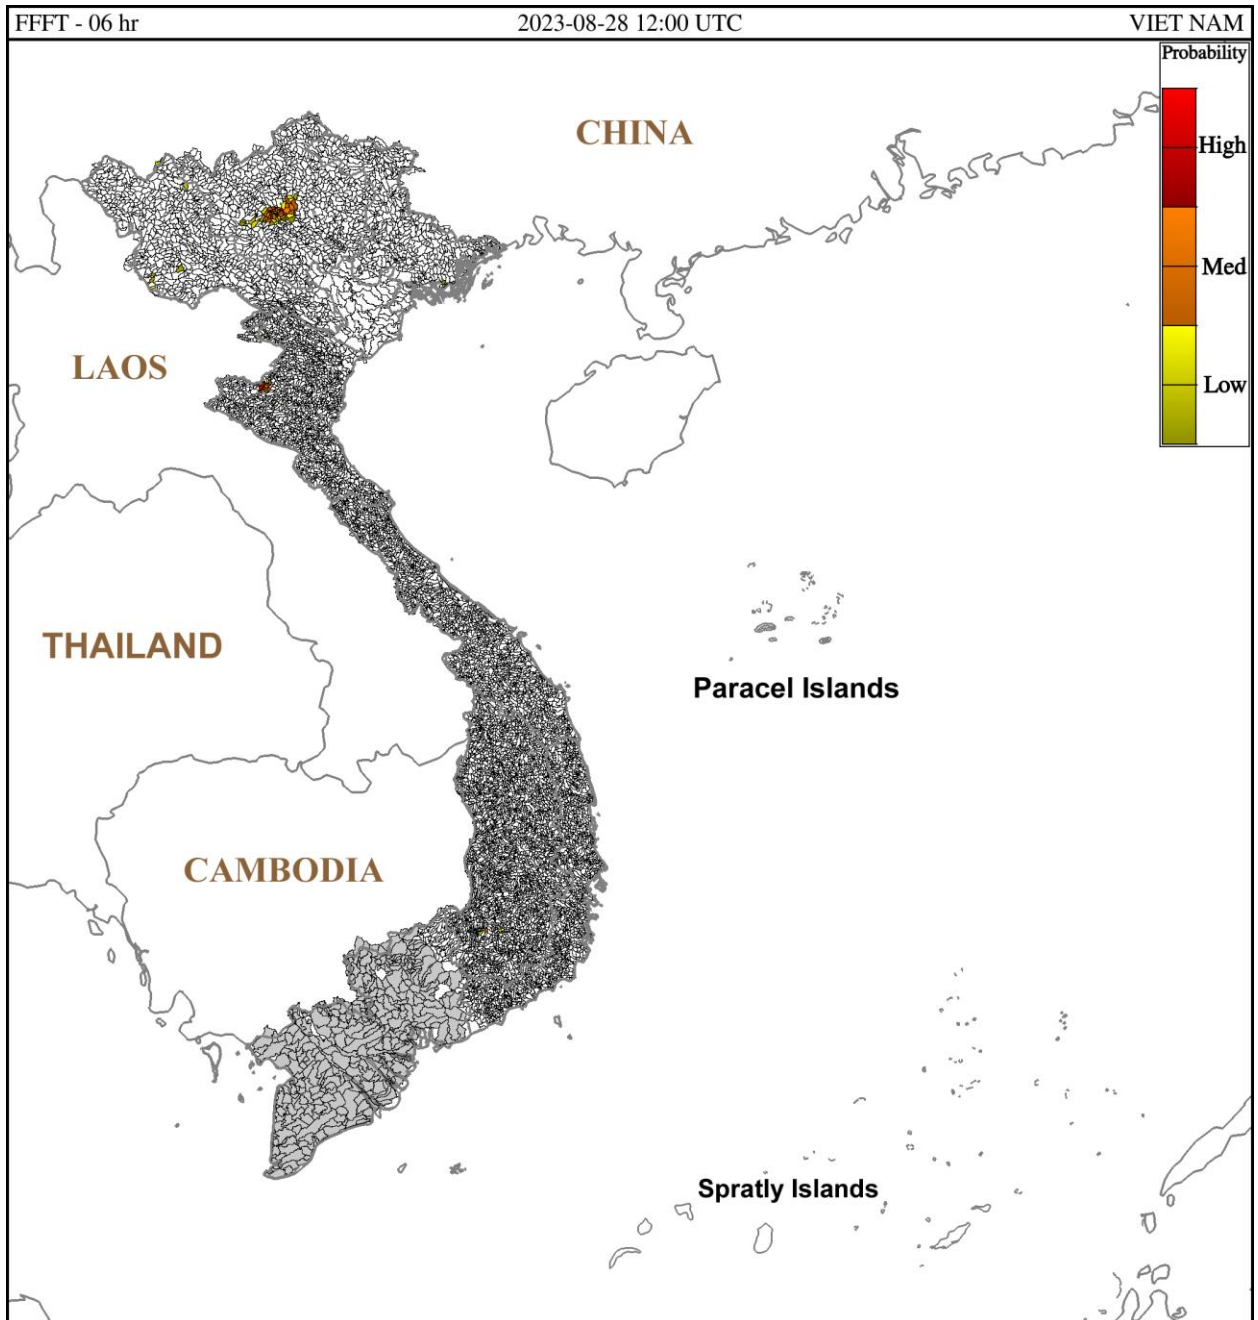 FFFT - 06 hr 2023-08-28 12:00 UTC VIET NAM
Probability
CHINA
High
Med
LAOS
Low
THAILAND
Paracel Islands
CAMBODIA
Spratly Islands